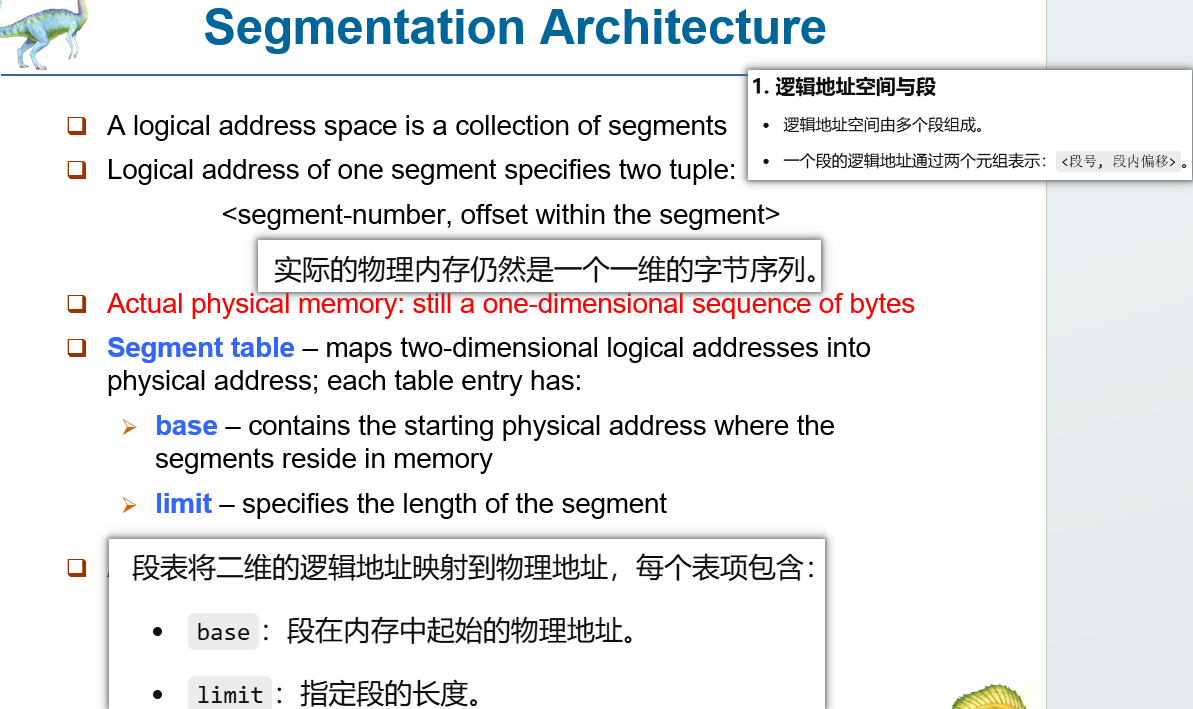 Segmentation Architecture
1. 逻辑地址空间与段
• 逻辑地址空间由多个段组成。
• 一个段的逻辑地址通过两个元组表示：<段号, 段内偏移>。
A logical address space is a collection of segments
Logical address of one segment specifies two tuple:
<segment-number, offset within the segment>
实际的物理内存仍然是一个一维的字节序列。
Actual physical memory: still a one-dimensional sequence of bytes
Segment table – maps two-dimensional logical addresses into
physical address; each table entry has:
base – contains the starting physical address where the
segments reside in memory
limit – specifies the length of the segment
段表将二维的逻辑地址映射到物理地址，每个表项包含：
• base：段在内存中起始的物理地址。
• limit：指定段的长度。